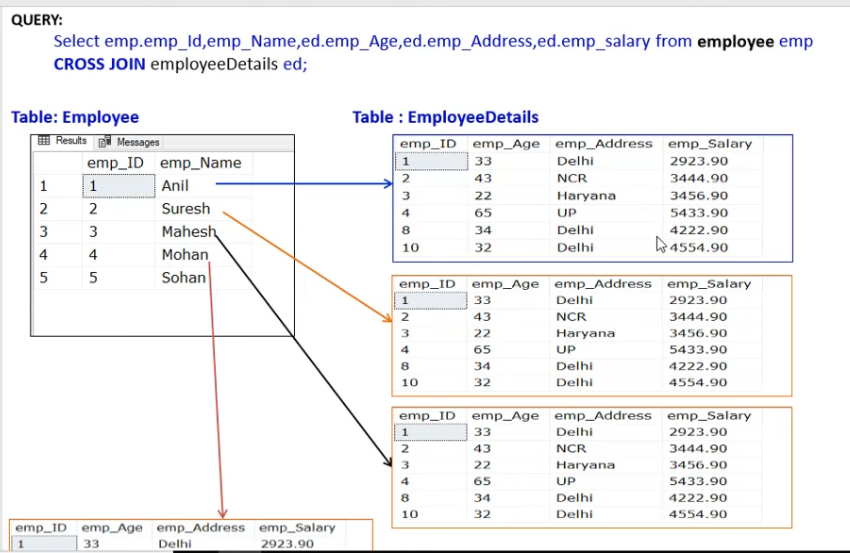 QUERY:
Select emp.emp_Id,emp_Name,ed.emp_Age,ed.emp_Address,ed.emp_salary from employee emp
CROSS JOIN employeeDetails ed;
Table: Employee
Results Messages
emp_ID emp_Name
1 1 Anil
2 2 Suresh
3 3 Mahesh
4 4 Mohan
5 5 Sohan
Table : EmployeeDetails
emp_ID emp_Age emp_Address emp_Salary
1 33 Delhi 2923.90
2 43 NCR 3444.90
3 22 Haryana 3456.90
4 65 UP 5433.90
8 34 Delhi 4222.90
10 32 Delhi 4554.90
emp_ID emp_Age emp_Address emp_Salary
1 33 Delhi 2923.90
2 43 NCR 3444.90
3 22 Haryana 3456.90
4 65 UP 5433.90
8 34 Delhi 4222.90
10 32 Delhi 4554.90
emp_ID emp_Age emp_Address emp_Salary
1 33 Delhi 2923.90
2 43 NCR 3444.90
3 22 Haryana 3456.90
4 65 UP 5433.90
8 34 Delhi 4222.90
10 32 Delhi 4554.90
emp_ID emp_Age emp_Address emp_Salary
1 33 Delhi 2923.90